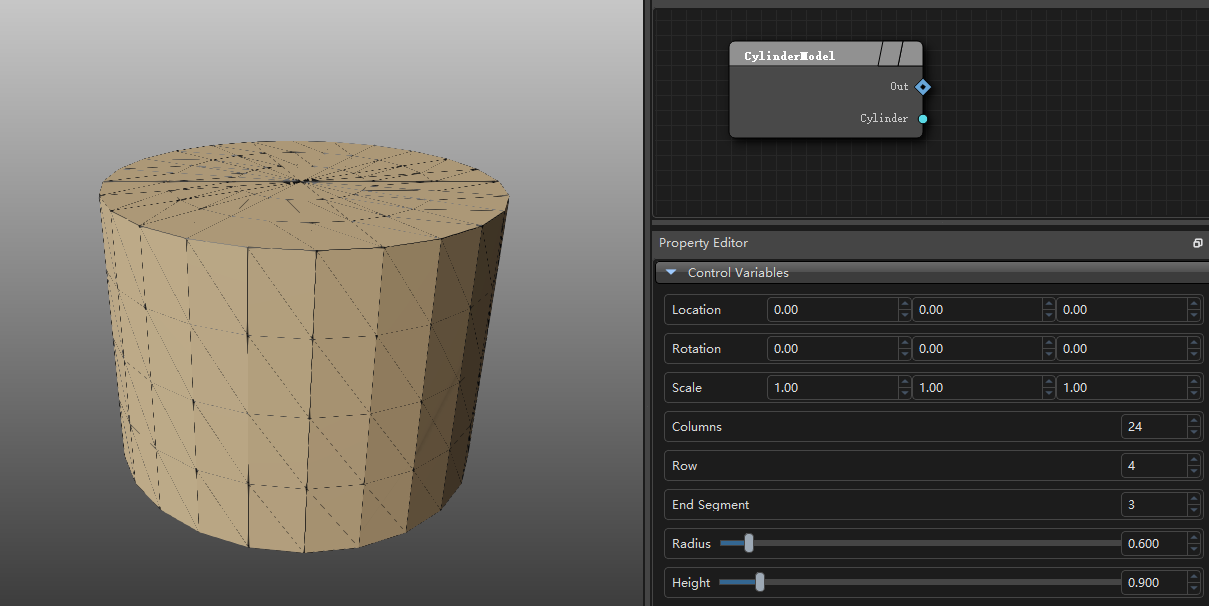 CylinderModel
Out
Cylinder
Property Editor
Control Variables
Location 0.00 0.00 0.00
Rotation 0.00 0.00 0.00
Scale 1.00 1.00 1.00
Columns 24
Row 4
End Segment 3
Radius 0.600
Height 0.900